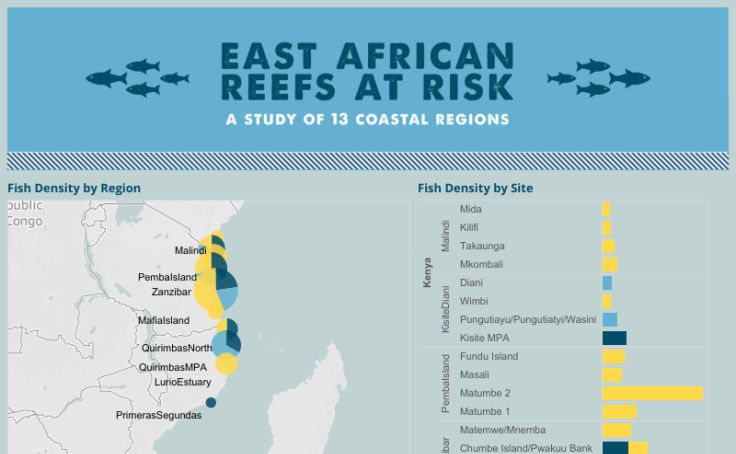 EAST AFRICAN
REEFS AT RISK
A STUDY OF 13 COASTAL REGIONS
Fish Density by Region
public
Congo
Malindi
PembaIsland
Zanzibar
MafiaIsland
QuirimbasNorth
QuirimbasMPA
LurioEstuary
PrimerasSegundas
Fish Density by Site
Kenya
Malindi
Mida
Kilifi
Takaunga
Mkombali
KisiteDiani
Diani
Wimbi
Pungutiayu/Pungutiatyi/Wasini
Kisite MPA
PembaIsland
Fundu Island
Masali
Matumbe 2
Matumbe 1
ibar
Matemwe/Mnemba
Chumbe Island/Pwakuu Bank